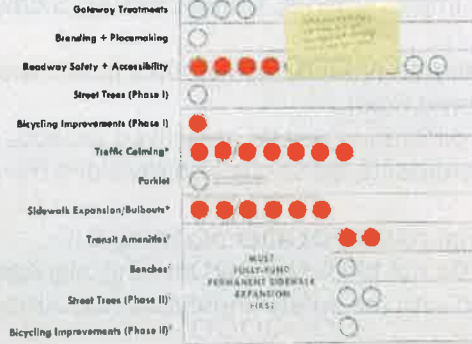 Gateway Treatments
Branding + Placemaking
Roadway Safety + Accessibility
Street Trees (Phase I)
Bicycling Improvements (Phase I)
Traffic Calming*
Parklet
Sidewalk Expansion/Bulbouts*
Transit Amenities†
Benches†
MUST
FULLY-FUND
PERMANENT SIDEWALK
EXPANSION
FIRST
Street Trees (Phase II)†
Bicycling Improvements (Phase II)†